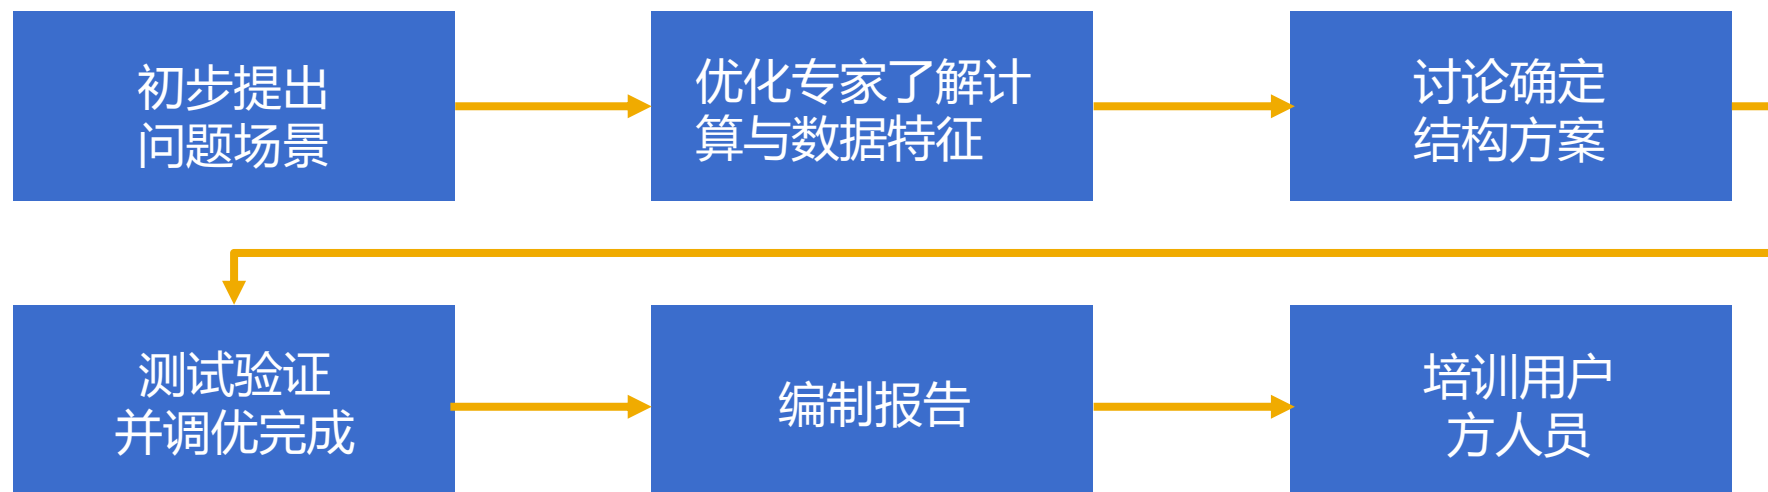 初步提出
问题场景
优化专家了解计
算与数据特征
讨论确定
结构方案
测试验证
并调优完成
编制报告
培训用户
方人员